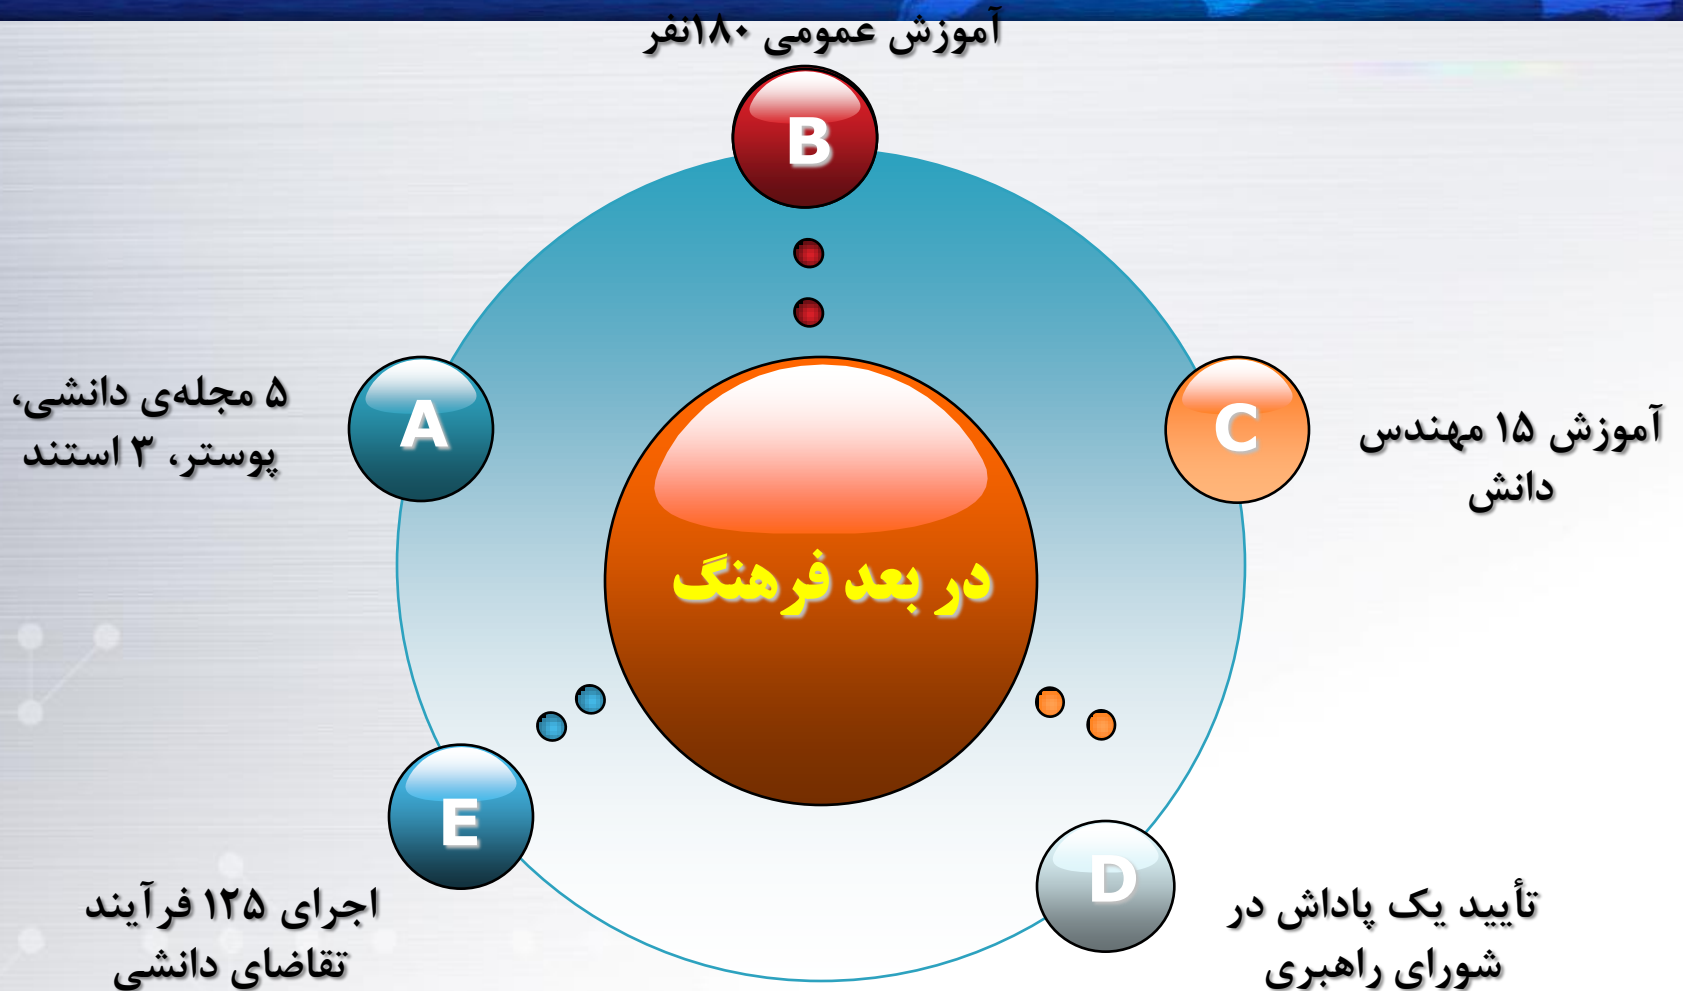 آموزش عمومی ۱۸۰نفر
B
۵ مجله‌ی دانشی،
پوستر، ۳ استند
A
C
آموزش ۱۵ مهندس
دانش
در بعد فرهنگ
E
اجرای ۱۲۵ فرآیند
تقاضای دانشی
D
تأیید یک پاداش در
شورای راهبری